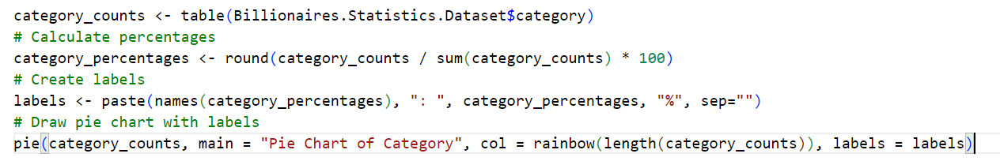 category_counts <- table(Billionaires.Statistics.Dataset$category)
# Calculate percentages
category_percentages <- round(category_counts / sum(category_counts) * 100)
# Create labels
labels <- paste(names(category_percentages), ": ", category_percentages, "%", sep="")
# Draw pie chart with labels
pie(category_counts, main = "Pie Chart of Category", col = rainbow(length(category_counts)), labels = labels)